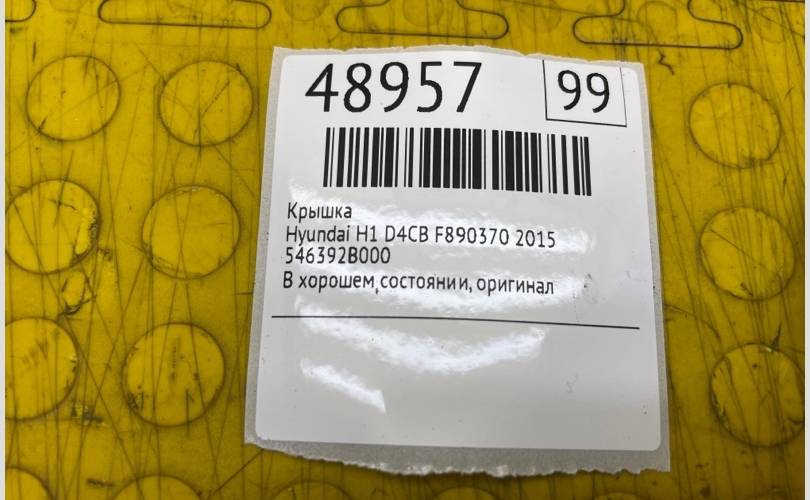 48957 99
Крышка
Hyundai H1 D4CB F890370 2015
546392B000
В хорошем состоянии, оригинал